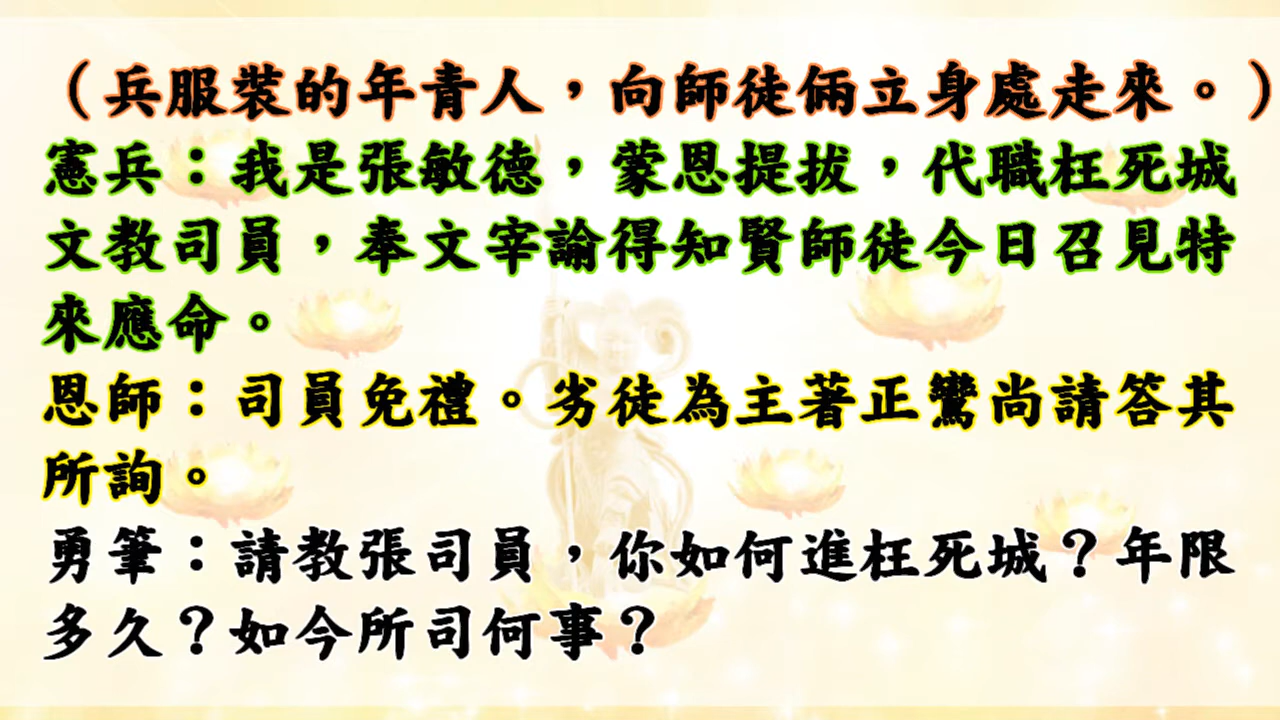 （兵服裝的年青人，向師徒倆立身處走來。）
憲兵：我是張敏德，蒙恩提拔，代職枉死城
文教司員，奉文宰諭得知賢師徒今日召見特
來應命。
恩師：司員免禮。劣徒為主著正鸞尚請答其
所詢。
勇筆：請教張司員，你如何進枉死城？年限
多久？如今所司何事？